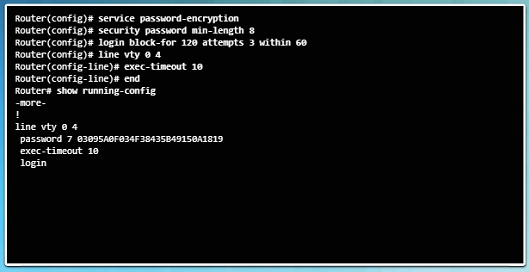 Router(config)# service password-encryption
Router(config)# security password min-length 8
Router(config)# login block-for 120 attempts 3 within 60
Router(config)# line vty 0 4
Router(config-line)# exec-timeout 10
Router(config-line)# end
Router# show running-config
-more-
!
line vty 0 4
password 7 03095A0F034F38435B49150A1819
exec-timeout 10
login